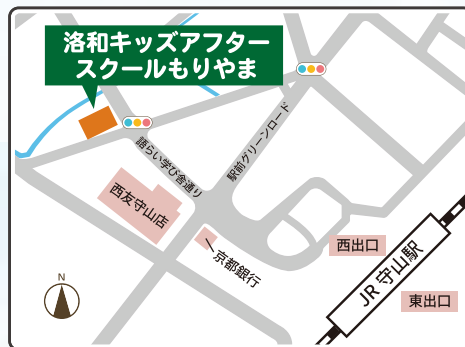 洛和キッズアフター
スクールもりやま
語らい学び舎通り
駅前グリーンロード
西友守山店
京都銀行
西出口
JR 守山駅
東出口
N